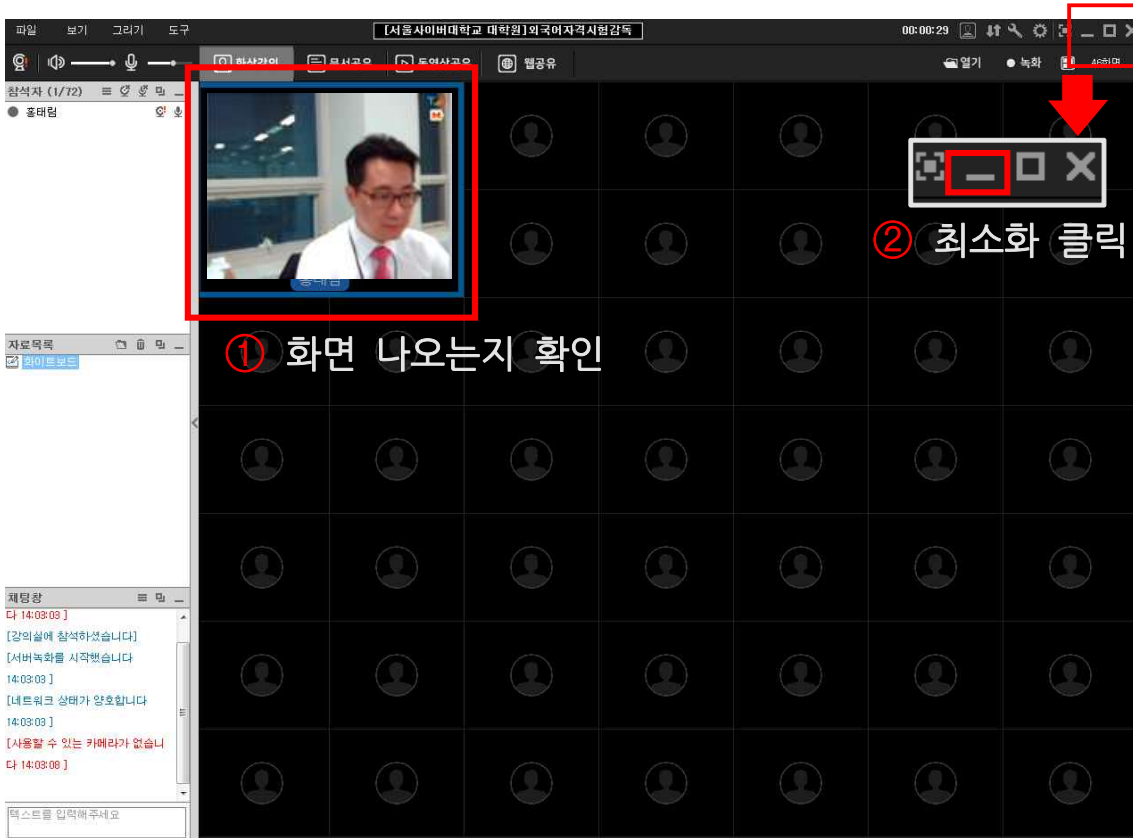 파일 보기 그리기 도구 [서울사이버대학교 대학원]외국어자격시험감독 00:00:29
화상강의 문서공유 동영상공유 웹공유 열기 녹화
참석자 (1/72)
홍태림
② 최소화 클릭
자료목록
화이트보드
① 화면 나오는지 확인
채팅창
다 14:03:03 ]
[강의실에 참석하셨습니다]
[서버녹화를 시작했습니다
14:03:03 ]
[네트워크 상태가 양호합니다
14:03:03 ]
[사용할 수 있는 카메라가 없습니
다 14:03:08 ]
텍스트를 입력해주세요